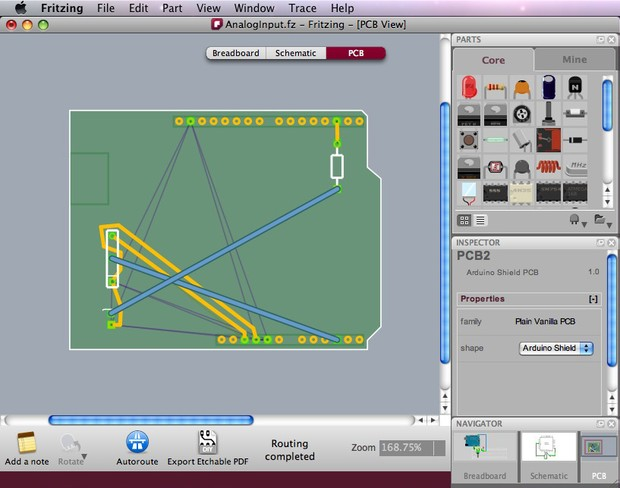 Fritzing File Edit Part View Window Trace Help
AnalogInput.fz – Fritzing – [PCB View]
Breadboard Schematic PCB
PARTS
Core Mine
MHz
INSPECTOR
PCB2
Arduino Shield PCB 1.0
Properties [-]
family Plain Vanilla PCB
shape Arduino Shield
NAVIGATOR
Breadboard Schematic PCB
Add a note Rotate Autoroute DIY Export Etchable PDF Routing
completed
Zoom 168.75%